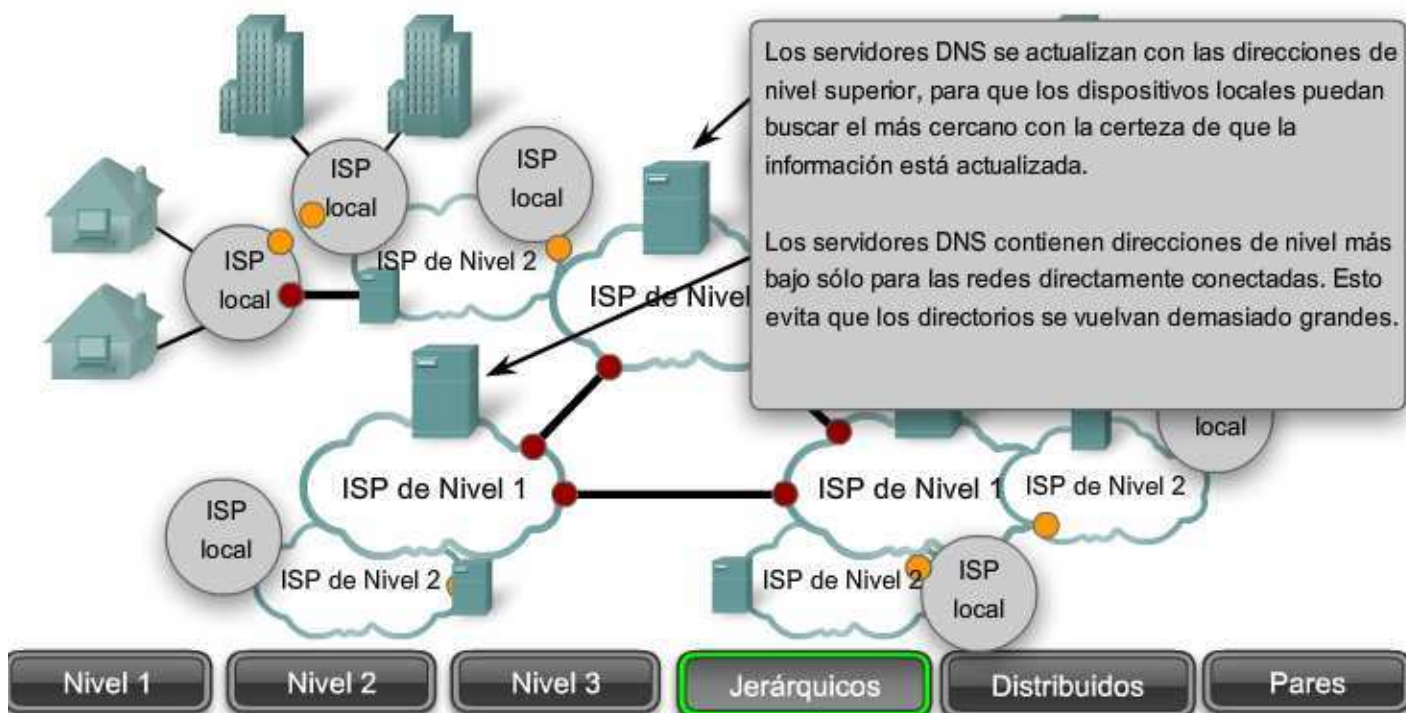 Los servidores DNS se actualizan con las direcciones de
nivel superior, para que los dispositivos locales puedan
buscar el más cercano con la certeza de que la
información está actualizada.
Los servidores DNS contienen direcciones de nivel más
bajo sólo para las redes directamente conectadas. Esto
evita que los directorios se vuelvan demasiado grandes.
ISP
local
ISP
local
ISP
local
ISP de Nivel 2
ISP de Nivel
local
ISP de Nivel 1
ISP de Nivel 1
ISP de Nivel 2
ISP
local
ISP de Nivel 2
ISP de Nivel 2
ISP
local
Nivel 1
Nivel 2
Nivel 3
Jerárquicos
Distribuidos
Pares